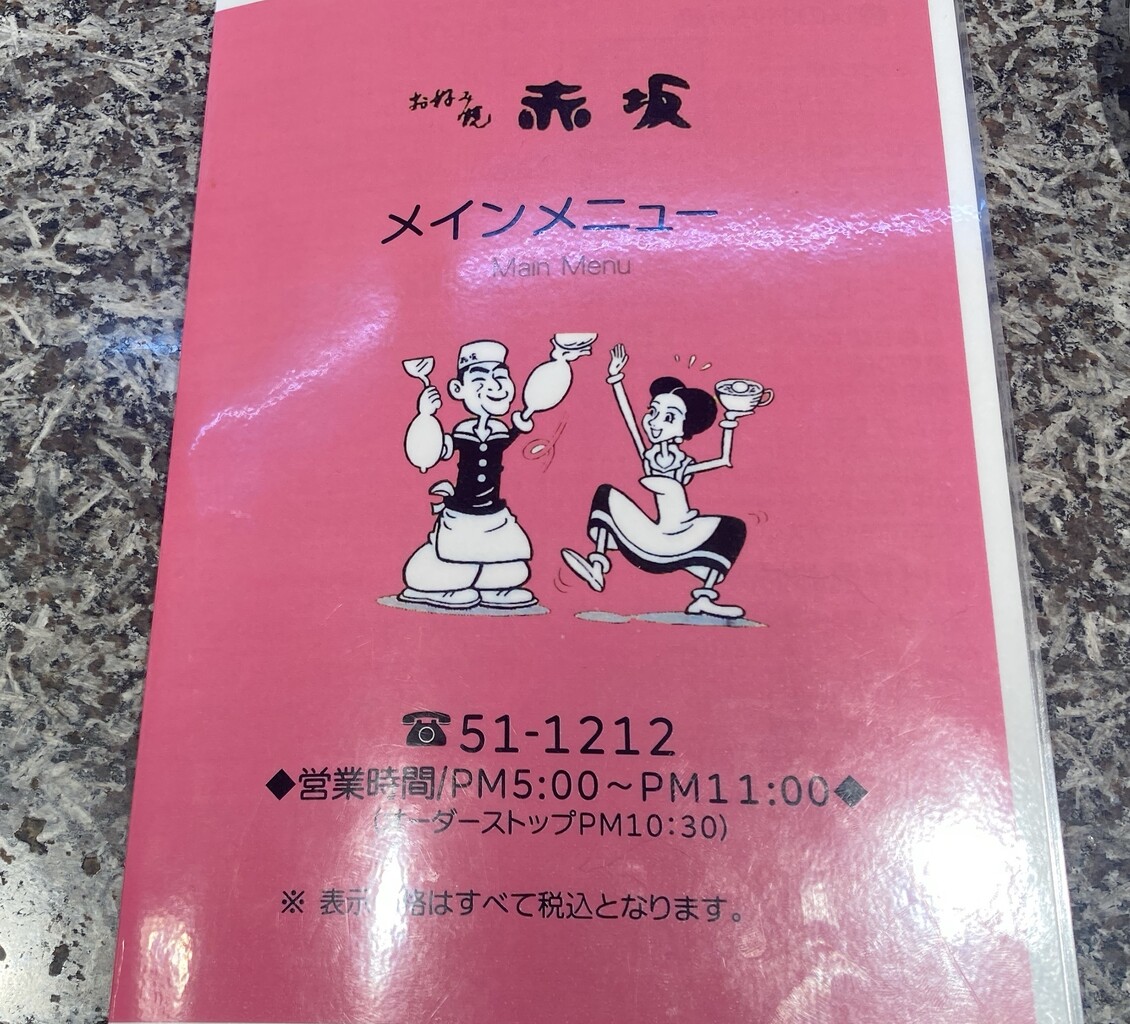 お好み焼 赤坂
メインメニュー
Main Menu
赤坂
☎51-1212
◆営業時間/PM5:00～PM11:00◆
(オーダーストップPM10:30)
※ 表示 格はすべて税込となります。